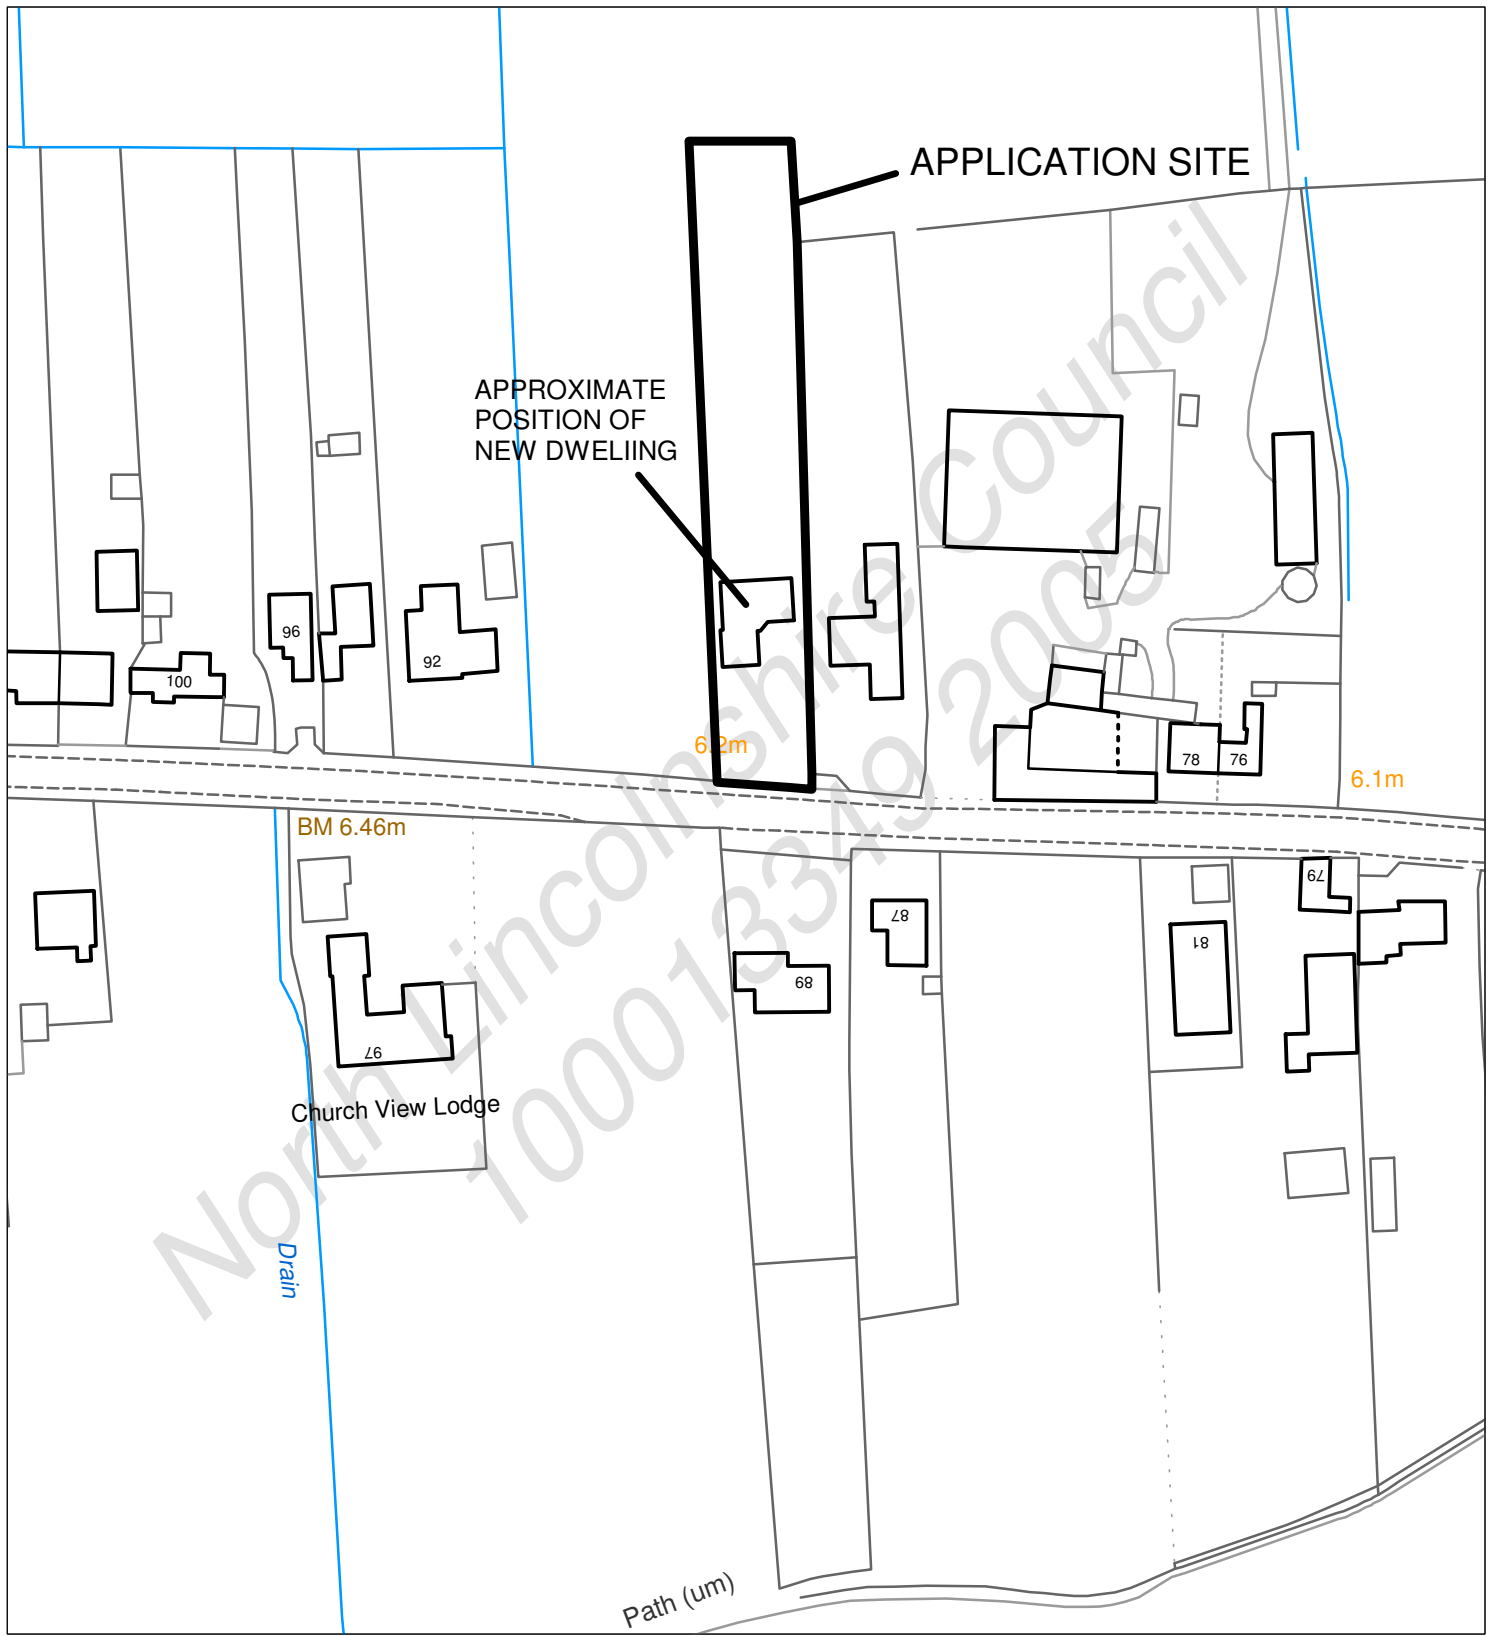 APPLICATION SITE
APPROXIMATE
POSITION OF
NEW DWELIING
96
92
100
6.2m
78
76
6.1m
BM 6.46m
79
87
81
89
97
Church View Lodge
Drain
Path (um)
North Lincolnshire Council
100013349 2005